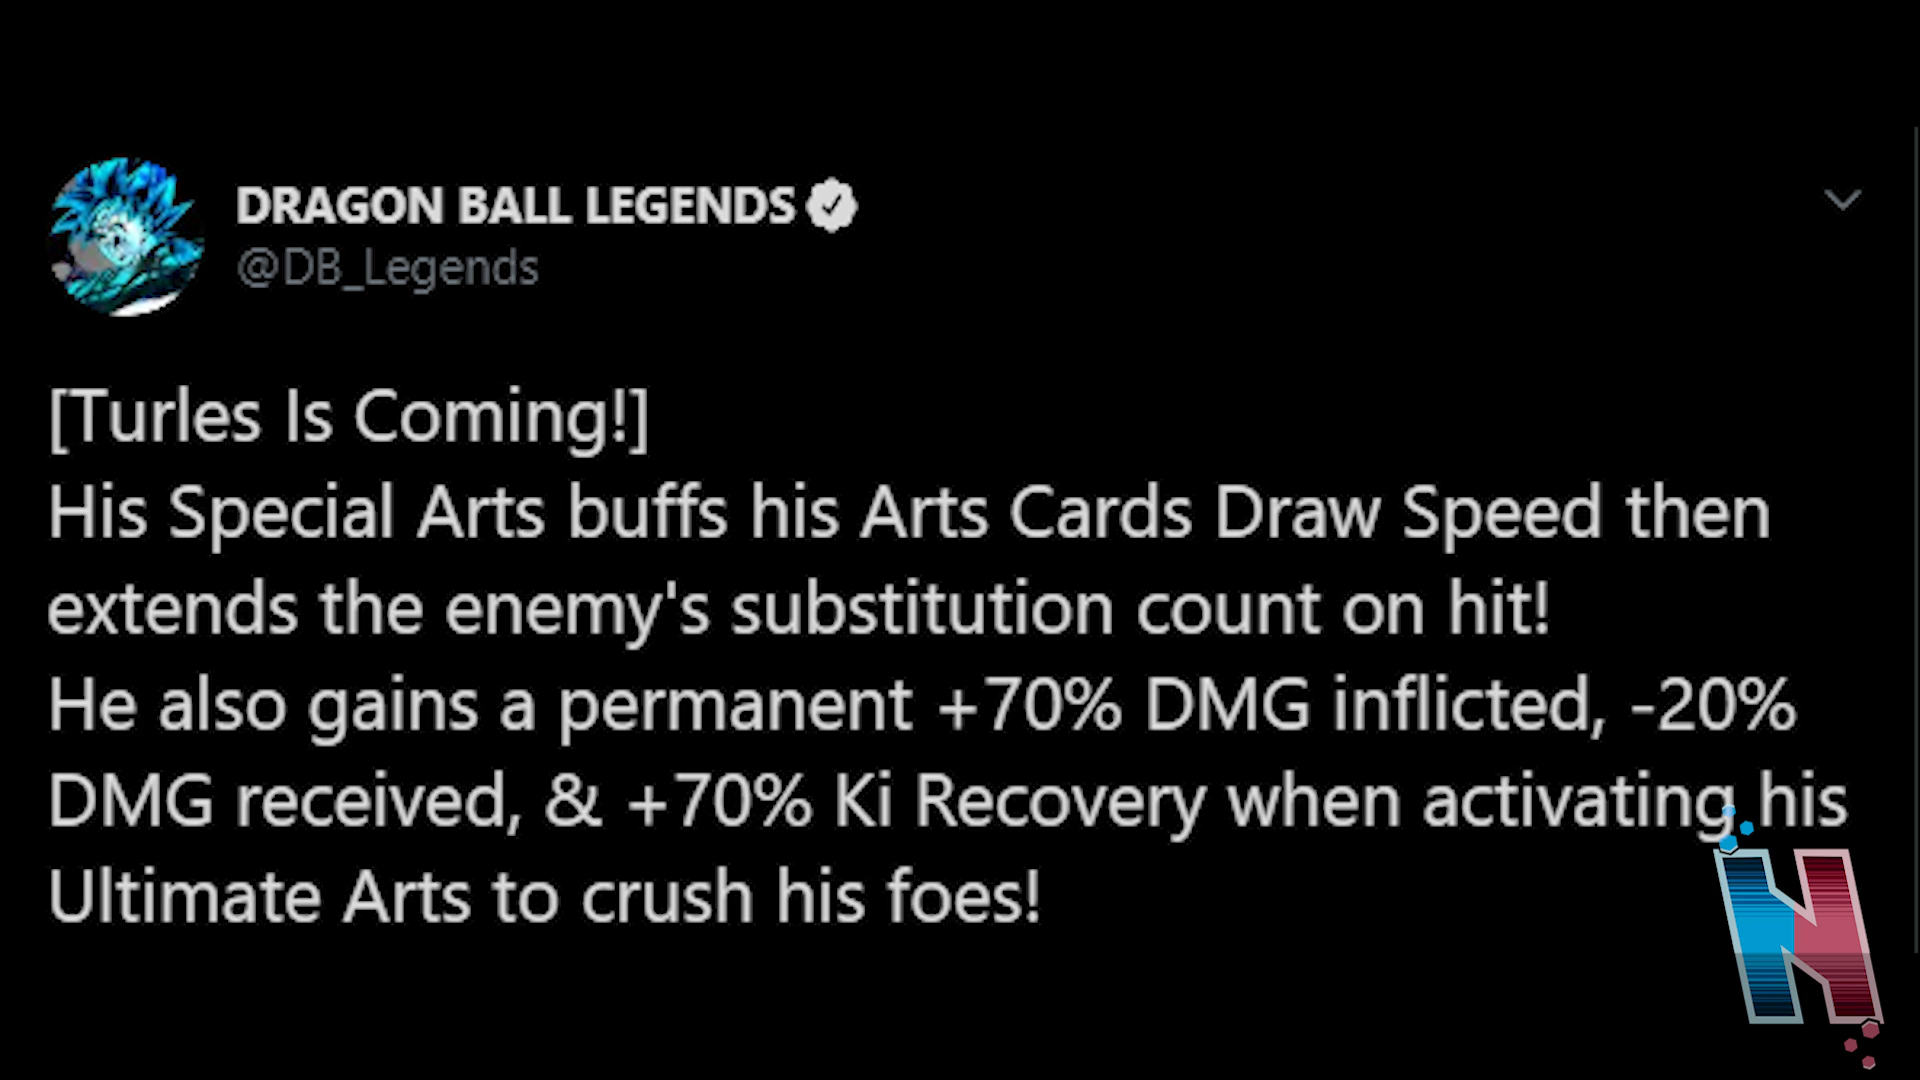 DRAGON BALL LEGENDS
@DB_Legends
[Turles Is Coming!]
His Special Arts buffs his Arts Cards Draw Speed then
extends the enemy's substitution count on hit!
He also gains a permanent +70% DMG inflicted, -20%
DMG received, & +70% Ki Recovery when activating his
Ultimate Arts to crush his foes!
H